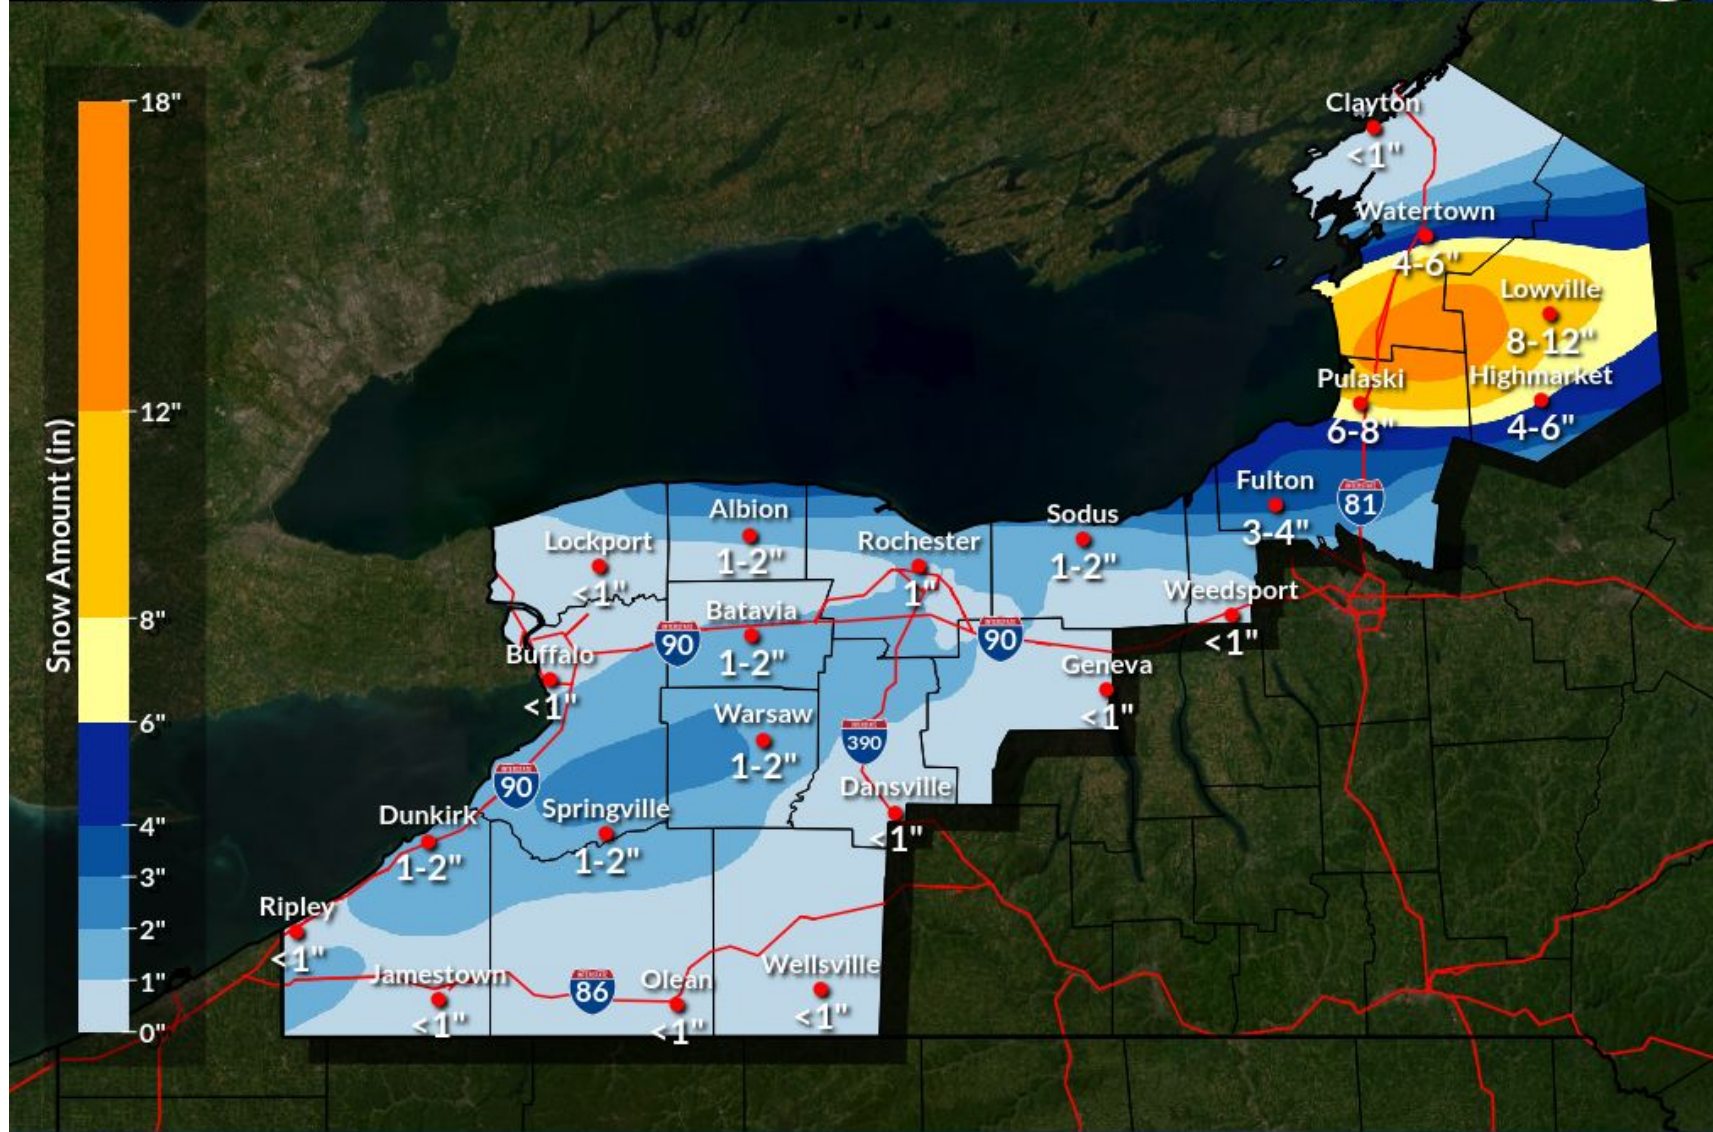 Snow Amount (in)
18"
12"
8"
6"
4"
3"
2"
1"
0"
Clayton
<1"
Watertown
4-6"
Lowville
8-12"
Pulaski
6-8"
Highmarket
4-6"
Fulton
3-4"
81
Albion
1-2"
Sodus
1-2"
Lockport
<1"
Rochester
1"
Weedsport
<1"
Batavia
1-2"
90
90
Buffalo
<1"
Geneva
<1"
Warsaw
1-2"
390
90
Dansville
<1"
Dunkirk
1-2"
Springville
1-2"
Ripley
<1"
Jamestown
<1"
86
Olean
<1"
Wellsville
<1"